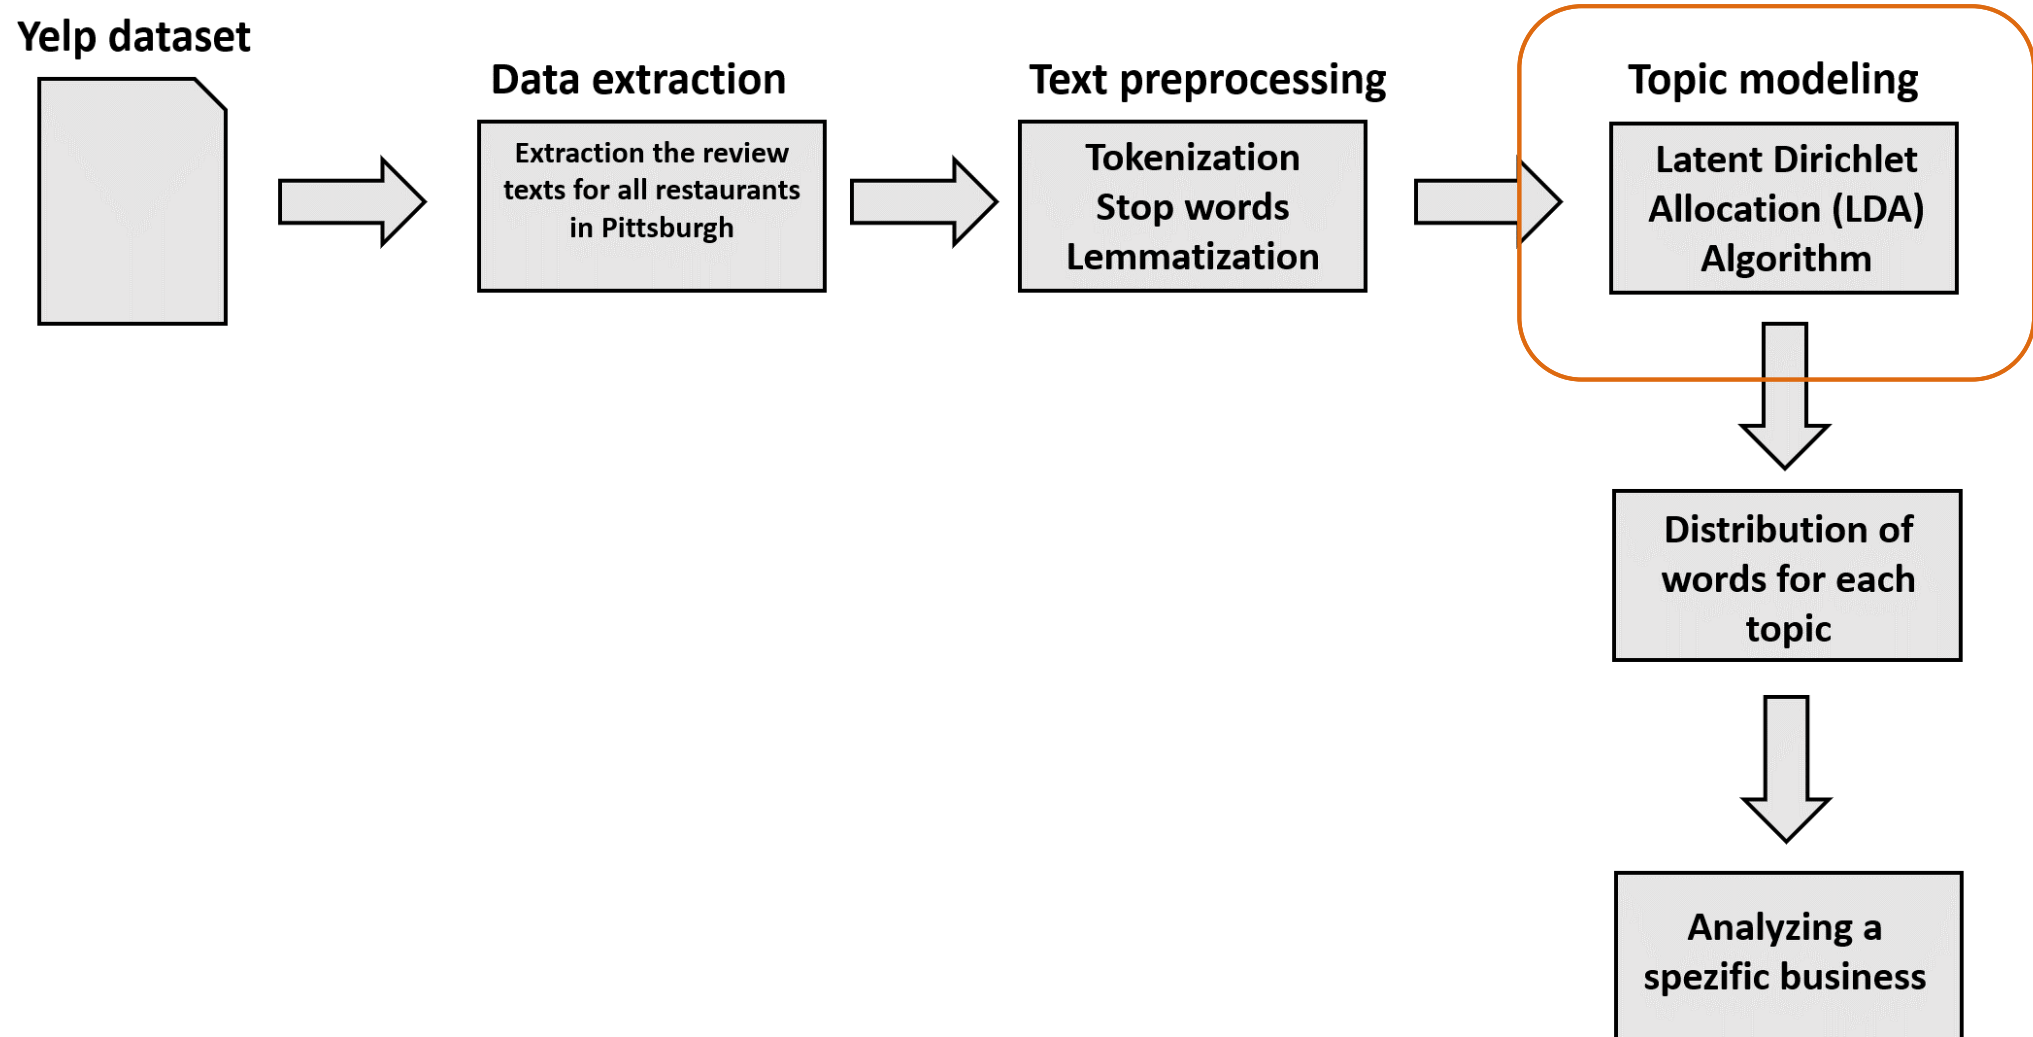 Yelp dataset
Data extraction
Extraction the review
texts for all restaurants
in Pittsburgh
Text preprocessing
Tokenization
Stop words
Lemmatization
Topic modeling
Latent Dirichlet
Allocation (LDA)
Algorithm
Distribution of
words for each
topic
Analyzing a
spezific business